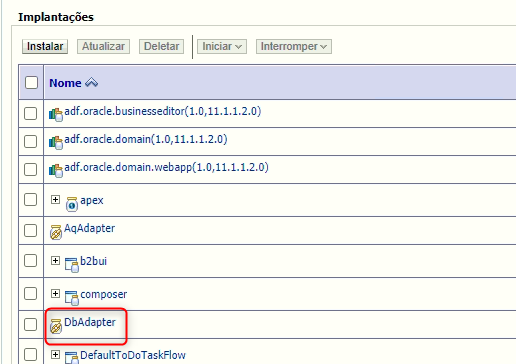 Implantações
Instalar Atualizar Deletar Iniciar Interromper
Nome
adf.oracle.businesseditor(1.0,11.1.1.2.0)
adf.oracle.domain(1.0,11.1.1.2.0)
adf.oracle.domain.webapp(1.0,11.1.1.2.0)
apex
AqAdapter
b2bui
composer
DbAdapter
DefaultToDoTaskFlow